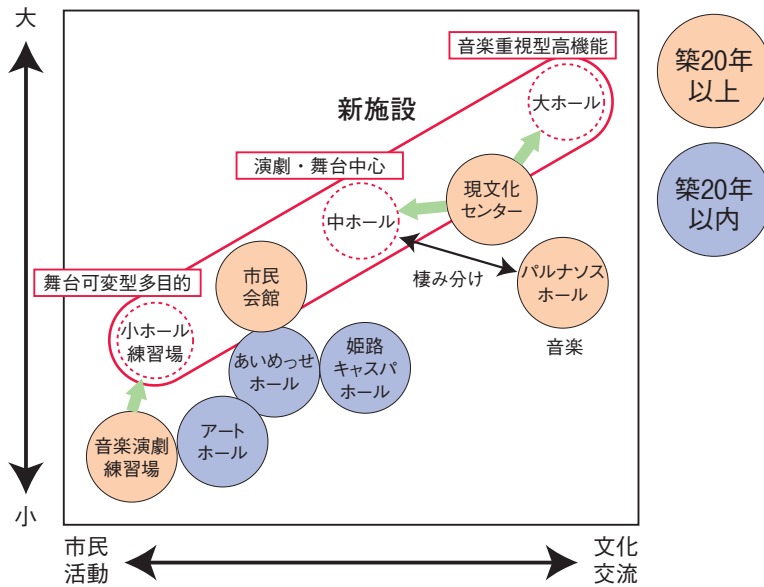 大
音楽重視型高機能
築20年
以上
大ホール
新施設
演劇・舞台中心
現文化
センター
築20年
以内
中ホール
棲み分け
市民
会館
パルナソス
ホール
舞台可変型多目的
小ホール
練習場
音楽
あいめっせ
ホール
姫路
キャスパ
ホール
アート
ホール
音楽演劇
練習場
小
市民
活動
文化
交流